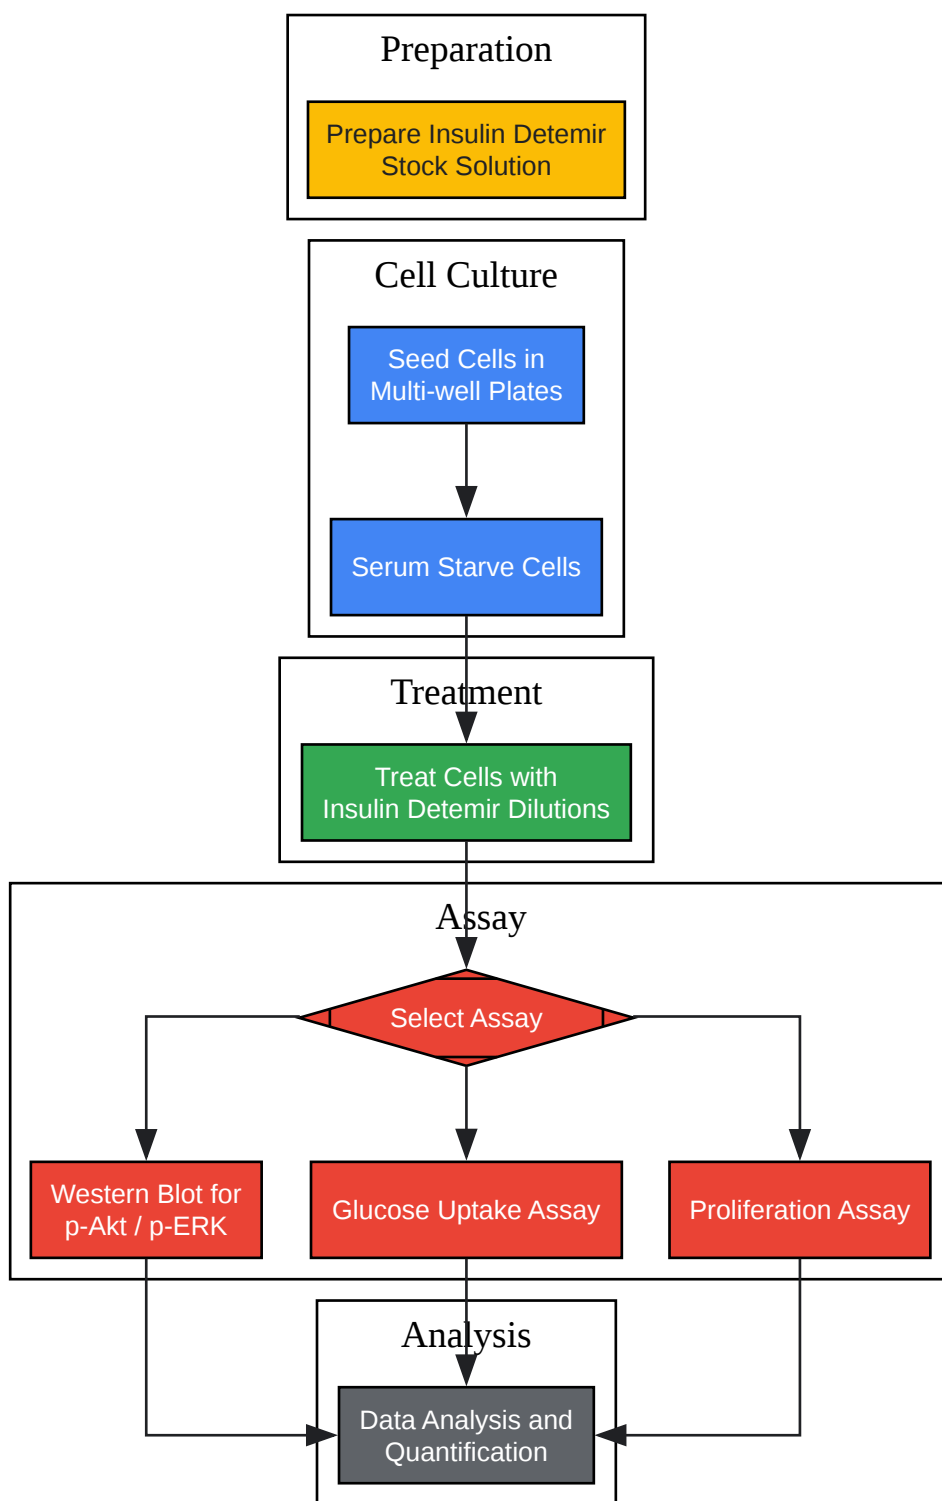 Preparation
Prepare Insulin Detemir
Stock Solution
Cell Culture
Seed Cells in
Multi-well Plates
Serum Starve Cells
Treatment
Treat Cells with
Insulin Detemir Dilutions
Assay
Select Assay
Western Blot for
p-Akt / p-ERK
Glucose Uptake Assay
Proliferation Assay
Analysis
Data Analysis and
Quantification